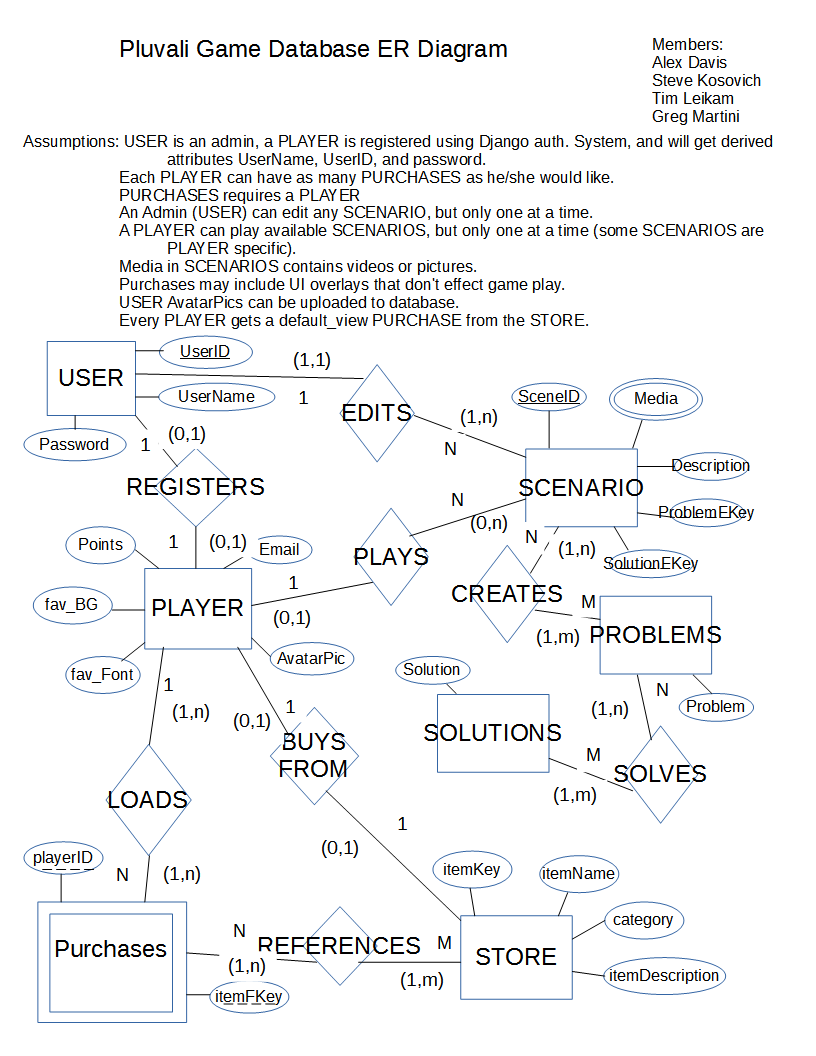 Pluvali Game Database ER Diagram
Members:
Alex Davis
Steve Kosovich
Tim Leikam
Greg Martini
Assumptions: USER is an admin, a PLAYER is registered using Django auth. System, and will get derived
attributes UserName, UserID, and password.
Each PLAYER can have as many PURCHASES as he/she would like.
PURCHASES requires a PLAYER
An Admin (USER) can edit any SCENARIO, but only one at a time.
A PLAYER can play available SCENARIOS, but only one at a time (some SCENARIOS are
PLAYER specific).
Media in SCENARIOS contains videos or pictures.
Purchases may include UI overlays that don't effect game play.
USER AvatarPics can be uploaded to database.
Every PLAYER gets a default_view PURCHASE from the STORE.
USER
UserID
UserName
Password
(1,1)
1
EDITS
(1,n)
N
SceneID
Media
Description
SCENARIO
ProblemFKey
SolutionFKey
1
(0,1)
REGISTERS
1
(0,1)
Points
Email
fav_BG
PLAYER
fav_Font
AvatarPic
1
(0,1)
PLAYS
N
(0,n)
N
(1,n)
CREATES
M
(1,m)
PROBLEMS
Problem
N
(1,n)
Solution
SOLUTIONS
M
(1,m)
SOLVES
1
(1,n)
LOADS
N
(1,n)
1
(0,1)
BUYS
FROM
1
(0,1)
playerID
Purchases
itemFKey
N
(1,n)
REFERENCES
M
(1,m)
itemKey
itemName
category
STORE
itemDescription